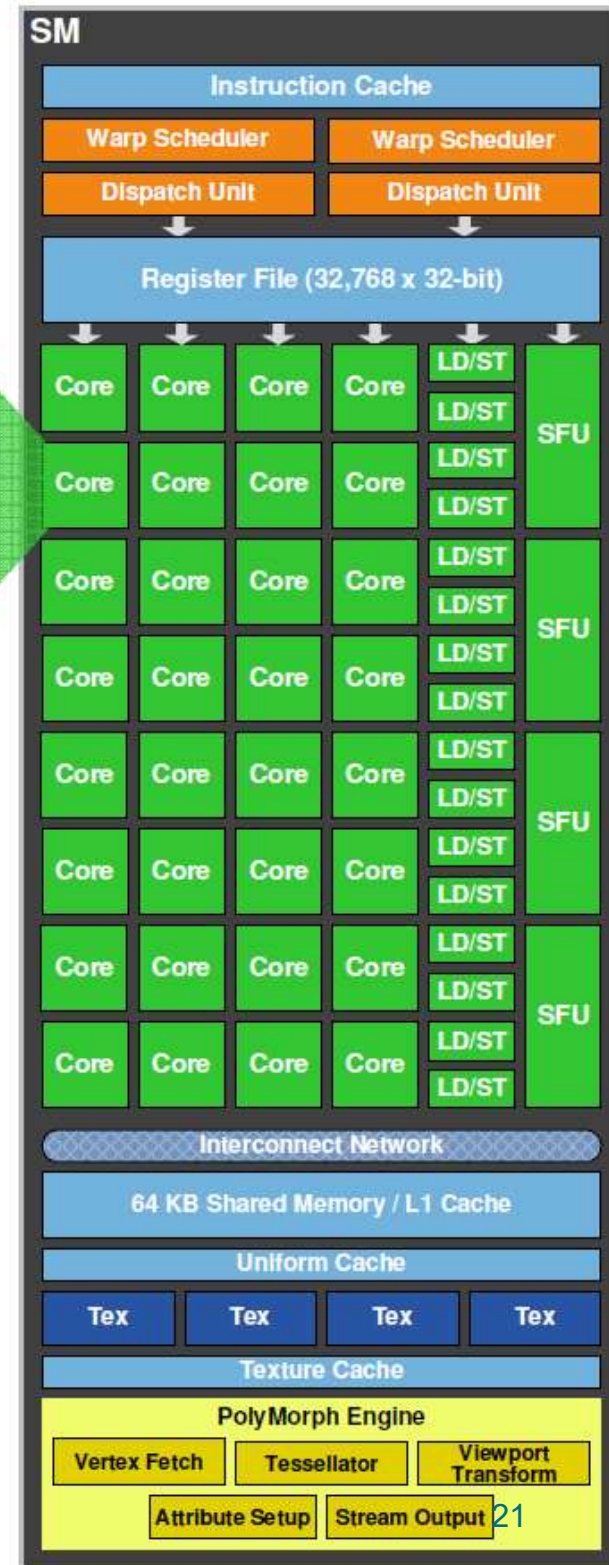 SM
Instruction Cache
Warp Scheduler Warp Scheduler
Dispatch Unit Dispatch Unit
Register File (32,768 x 32-bit)
Core Core Core Core LD/ST SFU
LD/ST
Core Core Core Core LD/ST
LD/ST
Core Core Core Core LD/ST SFU
LD/ST
Core Core Core Core LD/ST
LD/ST
Core Core Core Core LD/ST SFU
LD/ST
Core Core Core Core LD/ST
LD/ST
Core Core Core Core LD/ST SFU
LD/ST
Core Core Core Core LD/ST
LD/ST
Interconnect Network
64 KB Shared Memory / L1 Cache
Uniform Cache
Tex Tex Tex Tex
Texture Cache
PolyMorph Engine
Vertex Fetch Tessellator Viewport
Transform
Attribute Setup Stream Output 21